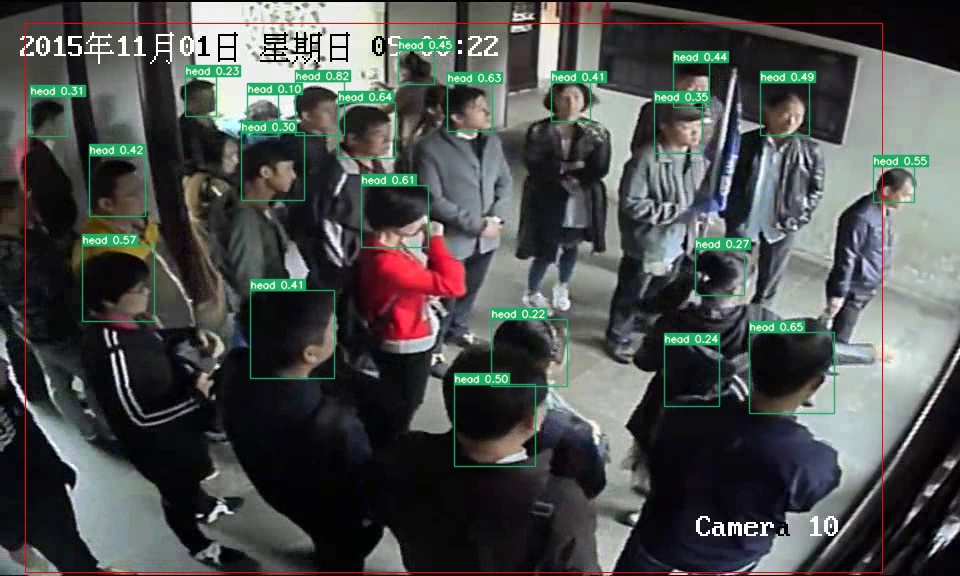 2015年11月01日 星期日 09:00:22
head 0.45
head 0.44
head 0.23
head 0.82
head 0.63
head 0.41
head 0.49
head 0.31
head 0.10
head 0.64
head 0.35
head 0.30
head 0.42
head 0.55
head 0.61
head 0.57
head 0.27
head 0.41
head 0.22
head 0.24
head 0.65
head 0.50
Camera 10